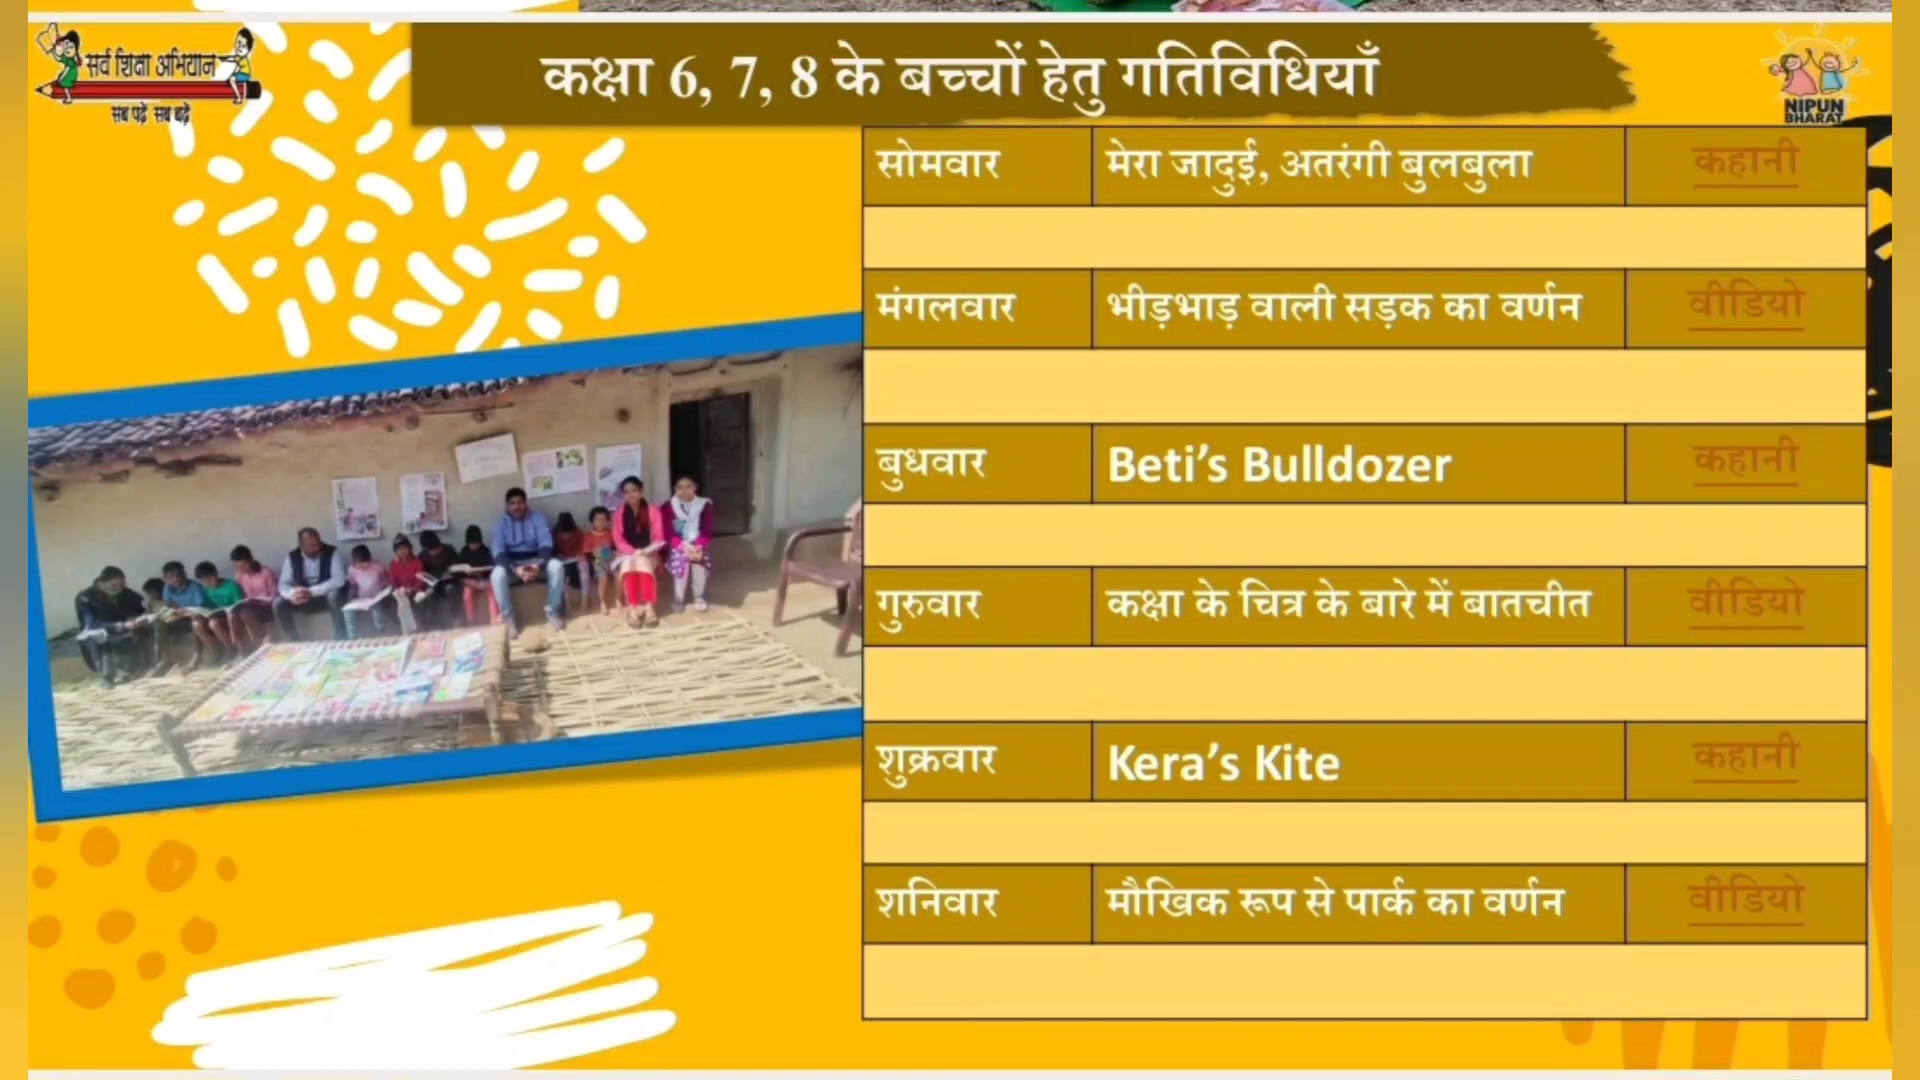 सर्व शिक्षा अभियान
सब पढ़ें सब बढ़ें
कक्षा 6, 7, 8 के बच्चों हेतु गतिविधियाँ
NIPUN
BHARAT
सोमवार मेरा जादुई, अतरंगी बुलबुला कहानी
मंगलवार भीड़भाड़ वाली सड़क का वर्णन वीडियो
बुधवार Beti’s Bulldozer कहानी
गुरुवार कक्षा के चित्र के बारे में बातचीत वीडियो
शुक्रवार Kera’s Kite कहानी
शनिवार मौखिक रूप से पार्क का वर्णन वीडियो